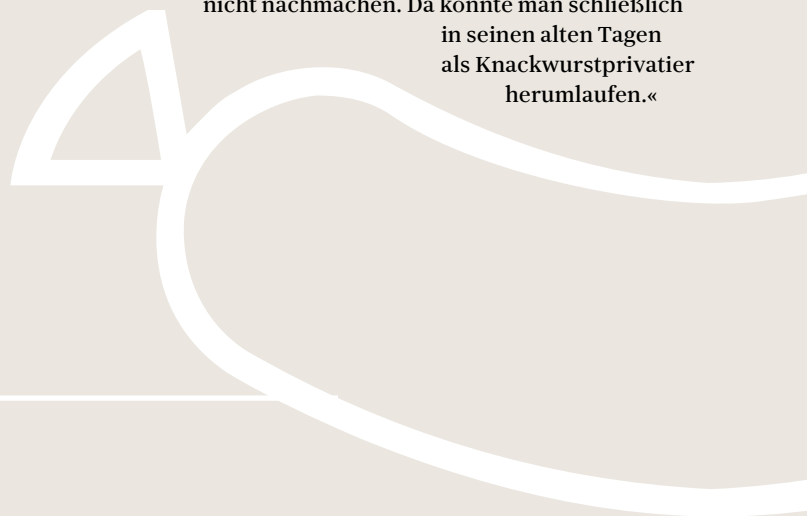 nicht nachmachen. Da könnte man schließlich
in seinen alten Tagen
als Knackwurstprivatier
herumlaufen.«